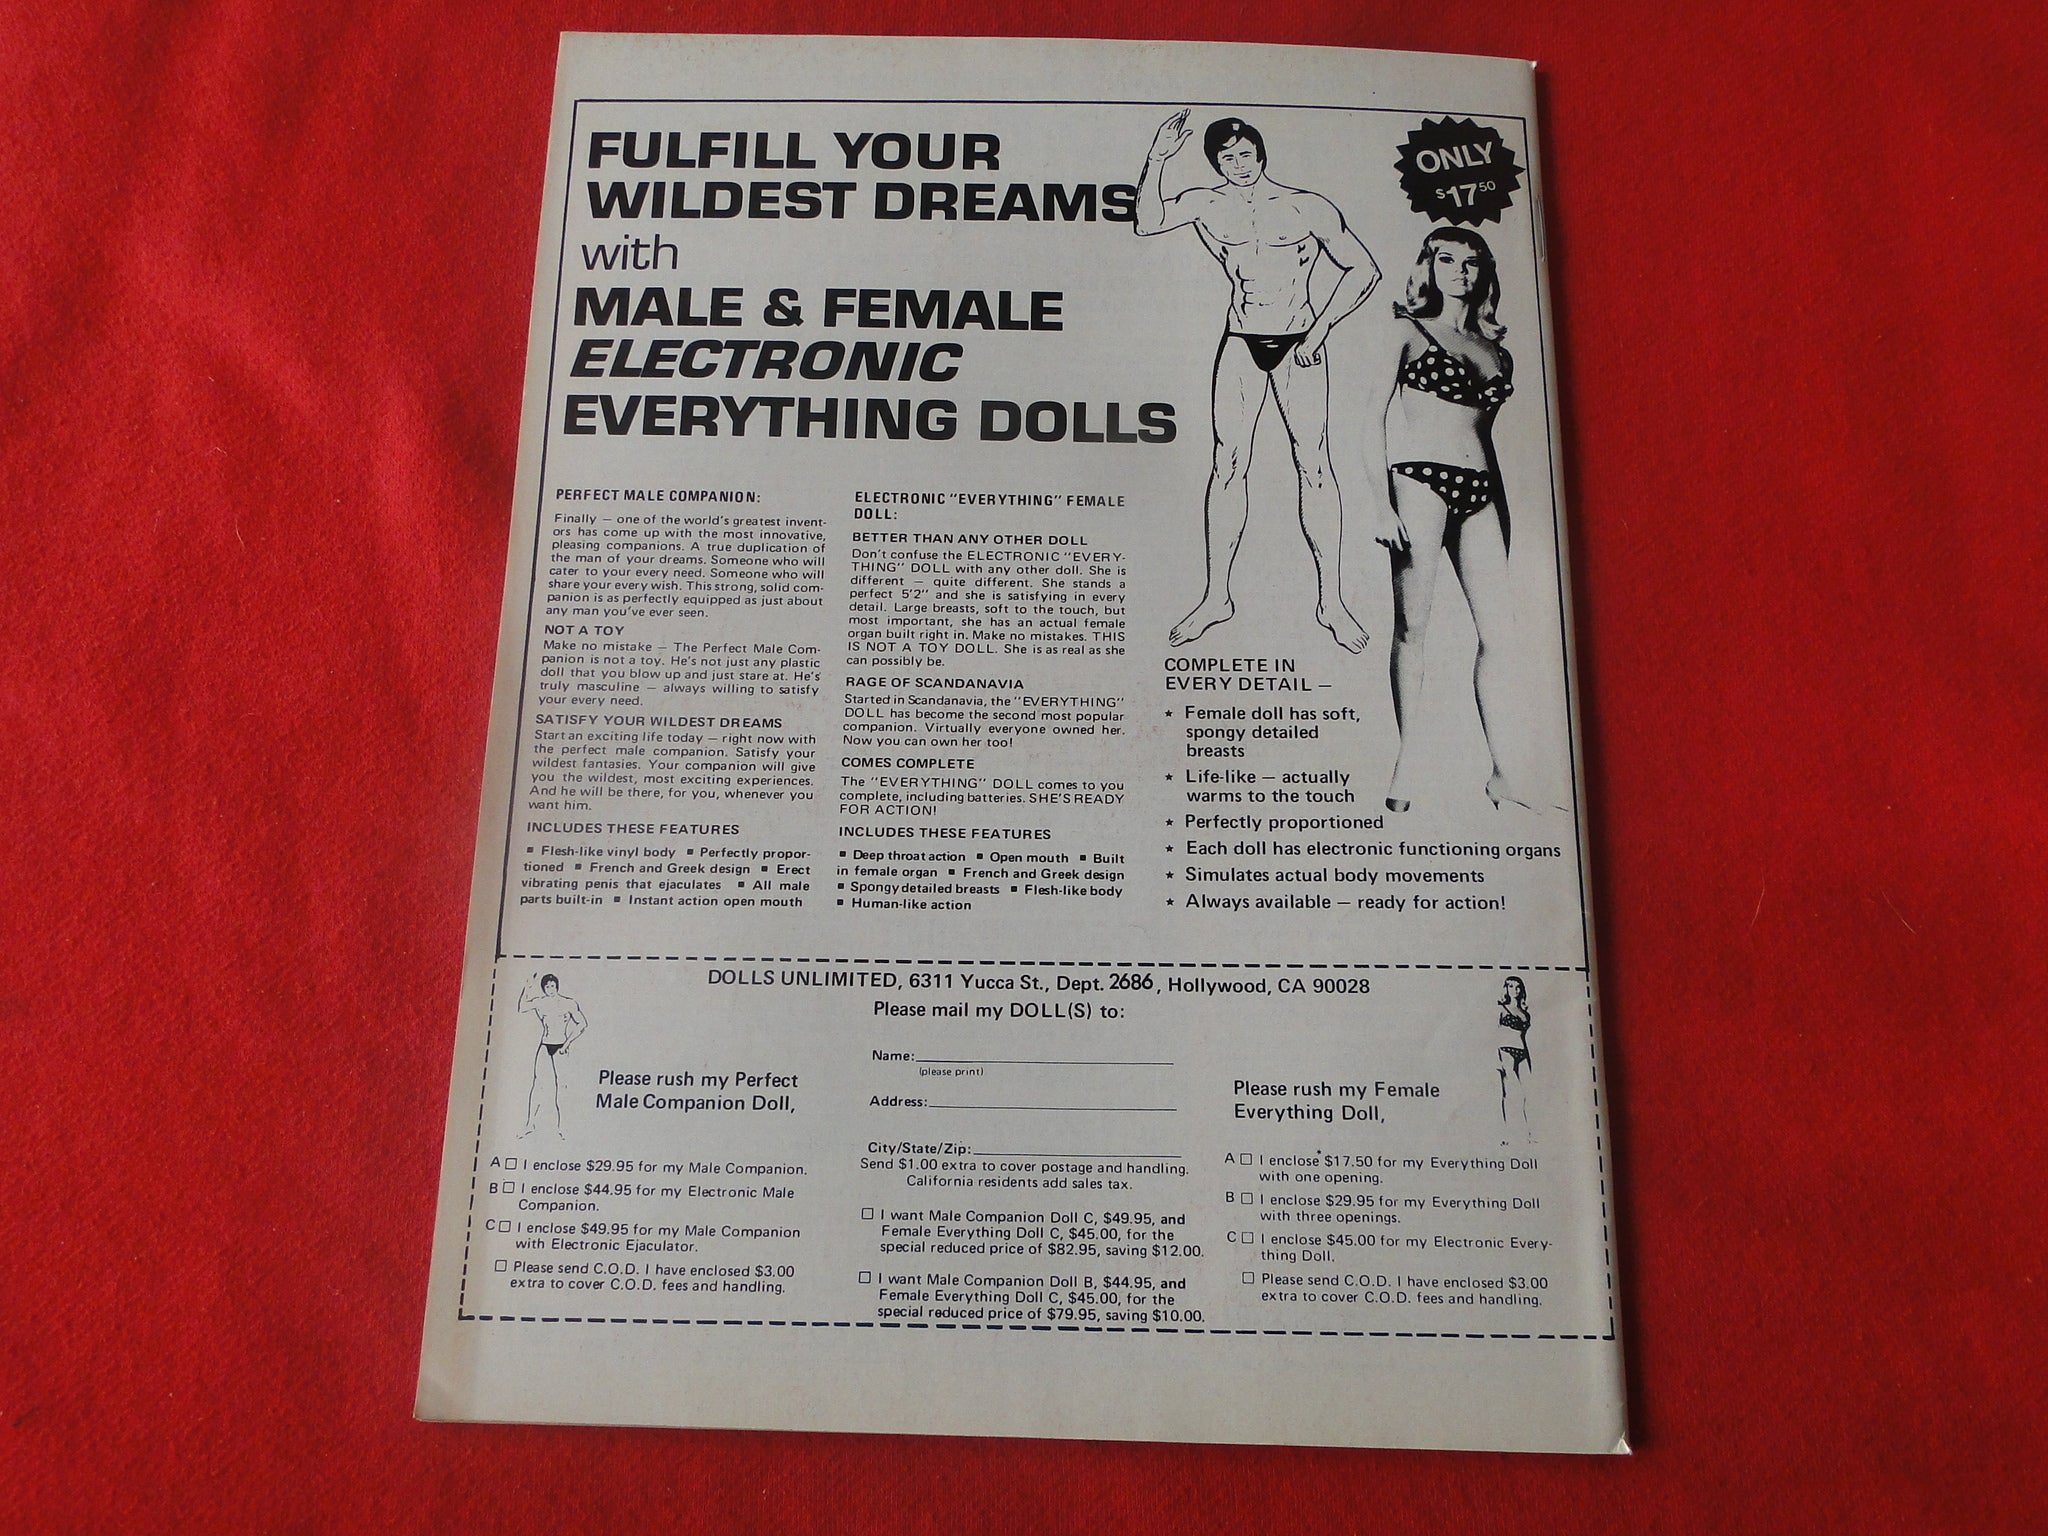 FULFILL YOUR
WILDEST DREAMS
with
MALE & FEMALE
ELECTRONIC
EVERYTHING DOLLS
ONLY
$17.50
PERFECT MALE COMPANION:
Finally — one of the world's greatest invent-
ors has come up with the most innovative,
pleasing companions. A true duplication of
the man of your dreams. Someone who will
cater to your every need. Someone who will
share your every wish. This strong, solid com-
panion is as perfectly equipped as just about
any man you've ever seen.
NOT A TOY
Make no mistake — The Perfect Male Com-
panion is not a toy. He's not just any plastic
doll that you blow up and just stare at. He's
truly masculine — always willing to satisfy
your every need.
SATISFY YOUR WILDEST DREAMS
Start an exciting life today — right now with
the perfect male companion. Satisfy your
wildest fantasies. Your companion will give
you the wildest, most exciting experiences.
And he will be there, for you, whenever you
want him.
INCLUDES THESE FEATURES
▪ Flesh-like vinyl body ▪ Perfectly propor-
tioned ▪ French and Greek design ▪ Erect
vibrating penis that ejaculates ▪ All male
parts built-in ▪ Instant action open mouth
ELECTRONIC "EVERYTHING" FEMALE
DOLL:
BETTER THAN ANY OTHER DOLL
Don't confuse the ELECTRONIC "EVERY-
THING" DOLL with any other doll. She is
different — quite different. She stands a
perfect 5'2" and she is satisfying in every
detail. Large breasts, soft to the touch, but
most important, she has an actual female
organ built right in. Make no mistakes. THIS
IS NOT A TOY DOLL. She is as real as she
can possibly be.
RAGE OF SCANDANAVIA
Started in Scandanavia, the "EVERYTHING"
DOLL has become the second most popular
companion. Virtually everyone owned her.
Now you can own her too!
COMES COMPLETE
The "EVERYTHING" DOLL comes to you
complete, including batteries. SHE'S READY
FOR ACTION!
INCLUDES THESE FEATURES
▪ Deep throat action ▪ Open mouth ▪ Built
in female organ ▪ French and Greek design
▪ Spongy detailed breasts ▪ Flesh-like body
▪ Human-like action
COMPLETE IN
EVERY DETAIL —
★ Female doll has soft,
spongy detailed
breasts
★ Life-like — actually
warms to the touch
★ Perfectly proportioned
★ Each doll has electronic functioning organs
★ Simulates actual body movements
★ Always available — ready for action!
DOLLS UNLIMITED, 6311 Yucca St., Dept. 2686, Hollywood, CA 90028
Please mail my DOLL(S) to:
Please rush my Perfect
Male Companion Doll,
A □ I enclose $29.95 for my Male Companion.
B □ I enclose $44.95 for my Electronic Male
Companion.
C □ I enclose $49.95 for my Male Companion
with Electronic Ejaculator.
□ Please send C.O.D. I have enclosed $3.00
extra to cover C.O.D. fees and handling.
Name:
(please print)
Address:
City/State/Zip:
Send $1.00 extra to cover postage and handling.
California residents add sales tax.
□ I want Male Companion Doll C, $49.95, and
Female Everything Doll C, $45.00, for the
special reduced price of $82.95, saving $12.00.
□ I want Male Companion Doll B, $44.95, and
Female Everything Doll C, $45.00, for the
special reduced price of $79.95, saving $10.00.
Please rush my Female
Everything Doll,
A □ I enclose $17.50 for my Everything Doll
with one opening.
B □ I enclose $29.95 for my Everything Doll
with three openings.
C □ I enclose $45.00 for my Electronic Every-
thing Doll.
□ Please send C.O.D. I have enclosed $3.00
extra to cover C.O.D. fees and handling.